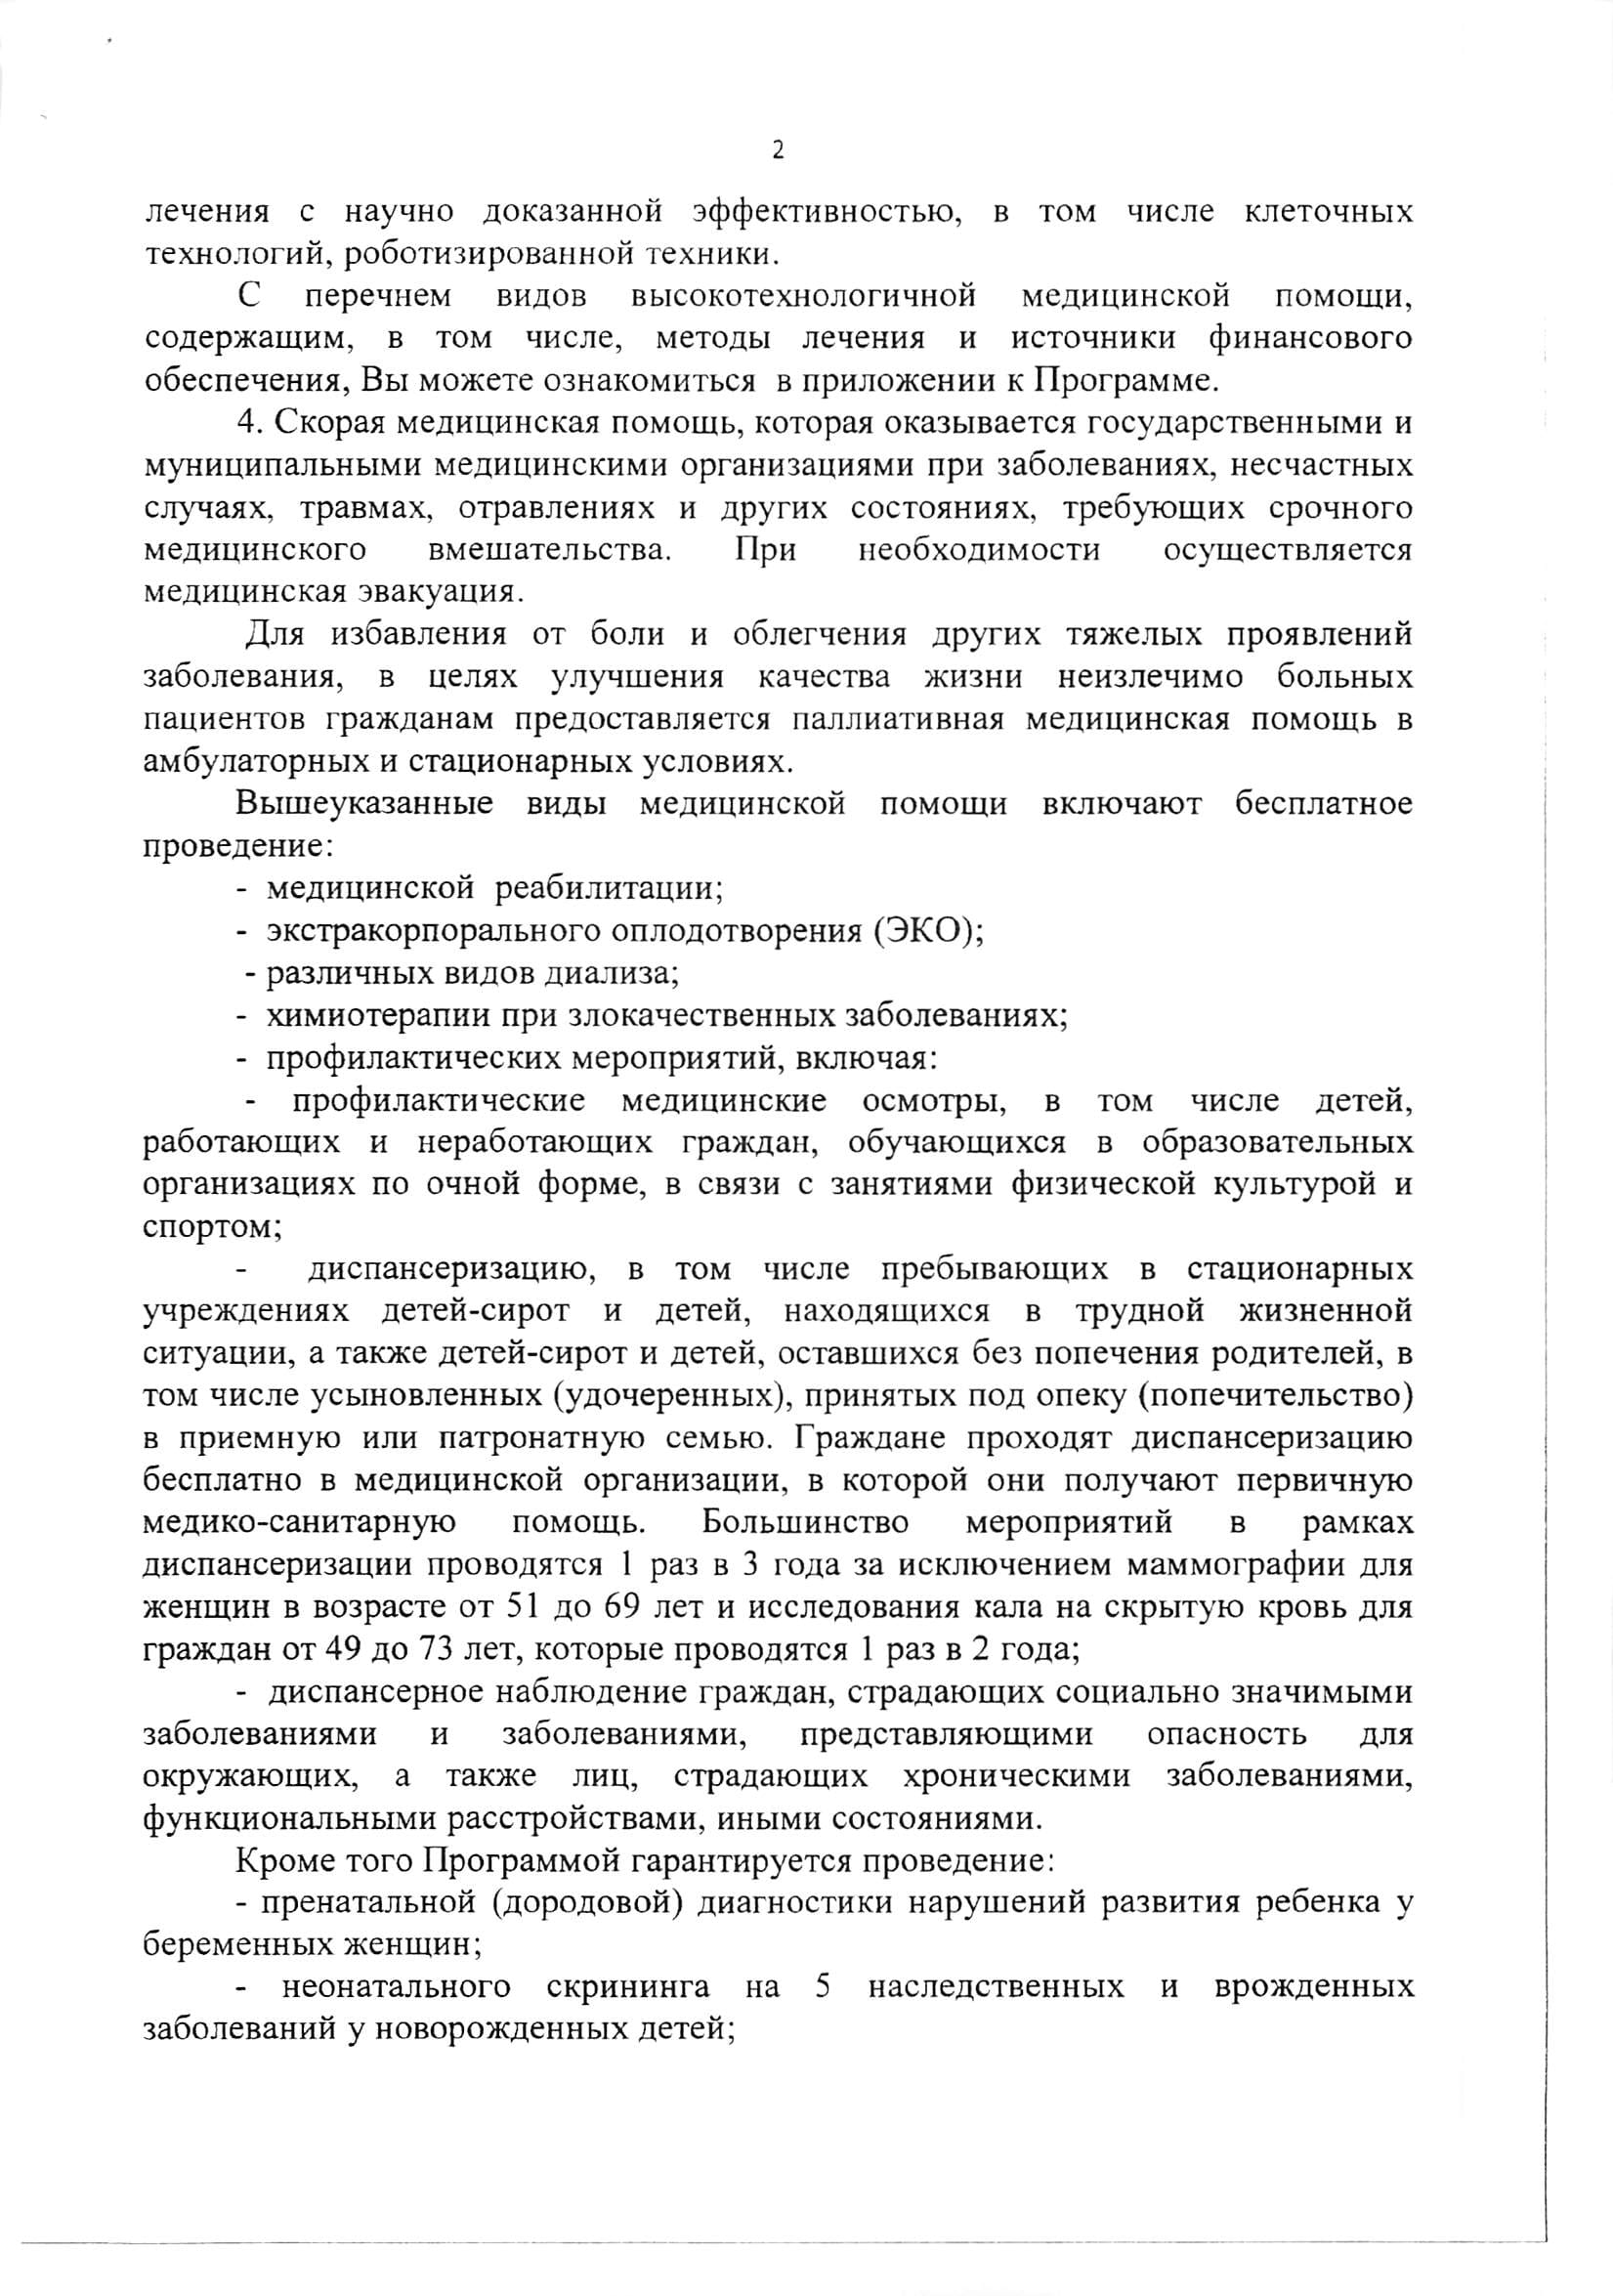 2
лечения с научно доказанной эффективностью, в том числе клеточных
технологий, роботизированной техники.
С перечнем видов высокотехнологичной медицинской помощи,
содержащим, в том числе, методы лечения и источники финансового
обеспечения, Вы можете ознакомиться в приложении к Программе.
4. Скорая медицинская помощь, которая оказывается государственными и
муниципальными медицинскими организациями при заболеваниях, несчастных
случаях, травмах, отравлениях и других состояниях, требующих срочного
медицинского вмешательства. При необходимости осуществляется
медицинская эвакуация.
Для избавления от боли и облегчения других тяжелых проявлений
заболевания, в целях улучшения качества жизни неизлечимо больных
пациентов гражданам предоставляется паллиативная медицинская помощь в
амбулаторных и стационарных условиях.
Вышеуказанные виды медицинской помощи включают бесплатное
проведение:
- медицинской реабилитации;
- экстракорпорального оплодотворения (ЭКО);
- различных видов диализа;
- химиотерапии при злокачественных заболеваниях;
- профилактических мероприятий, включая:
- профилактические медицинские осмотры, в том числе детей,
работающих и неработающих граждан, обучающихся в образовательных
организациях по очной форме, в связи с занятиями физической культурой и
спортом;
- диспансеризацию, в том числе пребывающих в стационарных
учреждениях детей-сирот и детей, находящихся в трудной жизненной
ситуации, а также детей-сирот и детей, оставшихся без попечения родителей, в
том числе усыновленных (удочеренных), принятых под опеку (попечительство)
в приемную или патронатную семью. Граждане проходят диспансеризацию
бесплатно в медицинской организации, в которой они получают первичную
медико-санитарную помощь. Большинство мероприятий в рамках
диспансеризации проводятся 1 раз в 3 года за исключением маммографии для
женщин в возрасте от 51 до 69 лет и исследования кала на скрытую кровь для
граждан от 49 до 73 лет, которые проводятся 1 раз в 2 года;
- диспансерное наблюдение граждан, страдающих социально значимыми
заболеваниями и заболеваниями, представляющими опасность для
окружающих, а также лиц, страдающих хроническими заболеваниями,
функциональными расстройствами, иными состояниями.
Кроме того Программой гарантируется проведение:
- пренатальной (дородовой) диагностики нарушений развития ребенка у
беременных женщин;
- неонатального скрининга на 5 наследственных и врожденных
заболеваний у новорожденных детей;